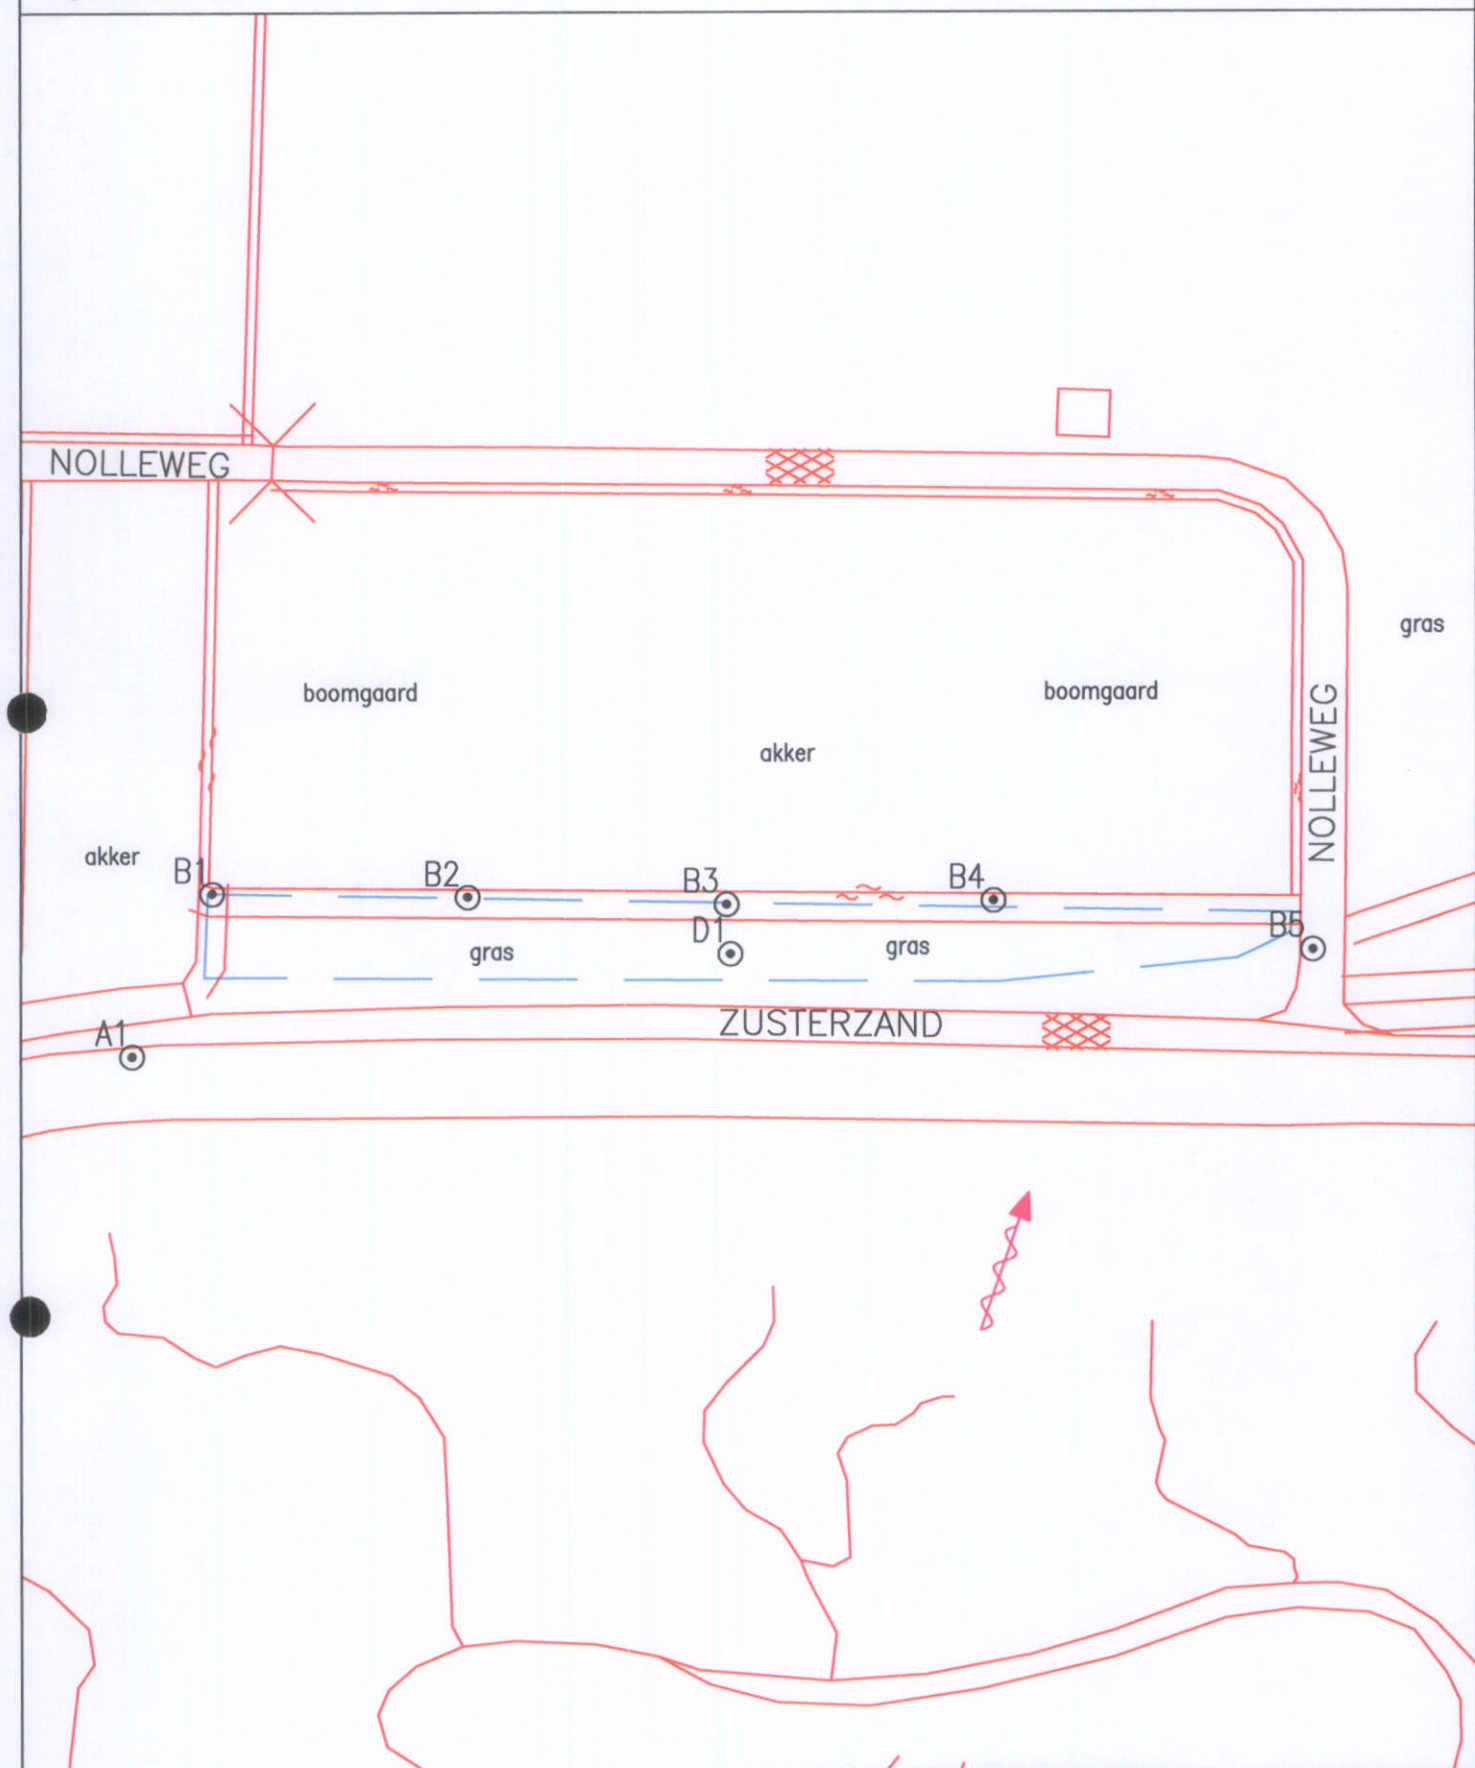 NOLLEWEG
gras
boomgaard
boomgaard
NOLLEWEG
akker
akker
B1
B2
B3
B4
B5
D1
gras
gras
ZUSTERZAND
A1